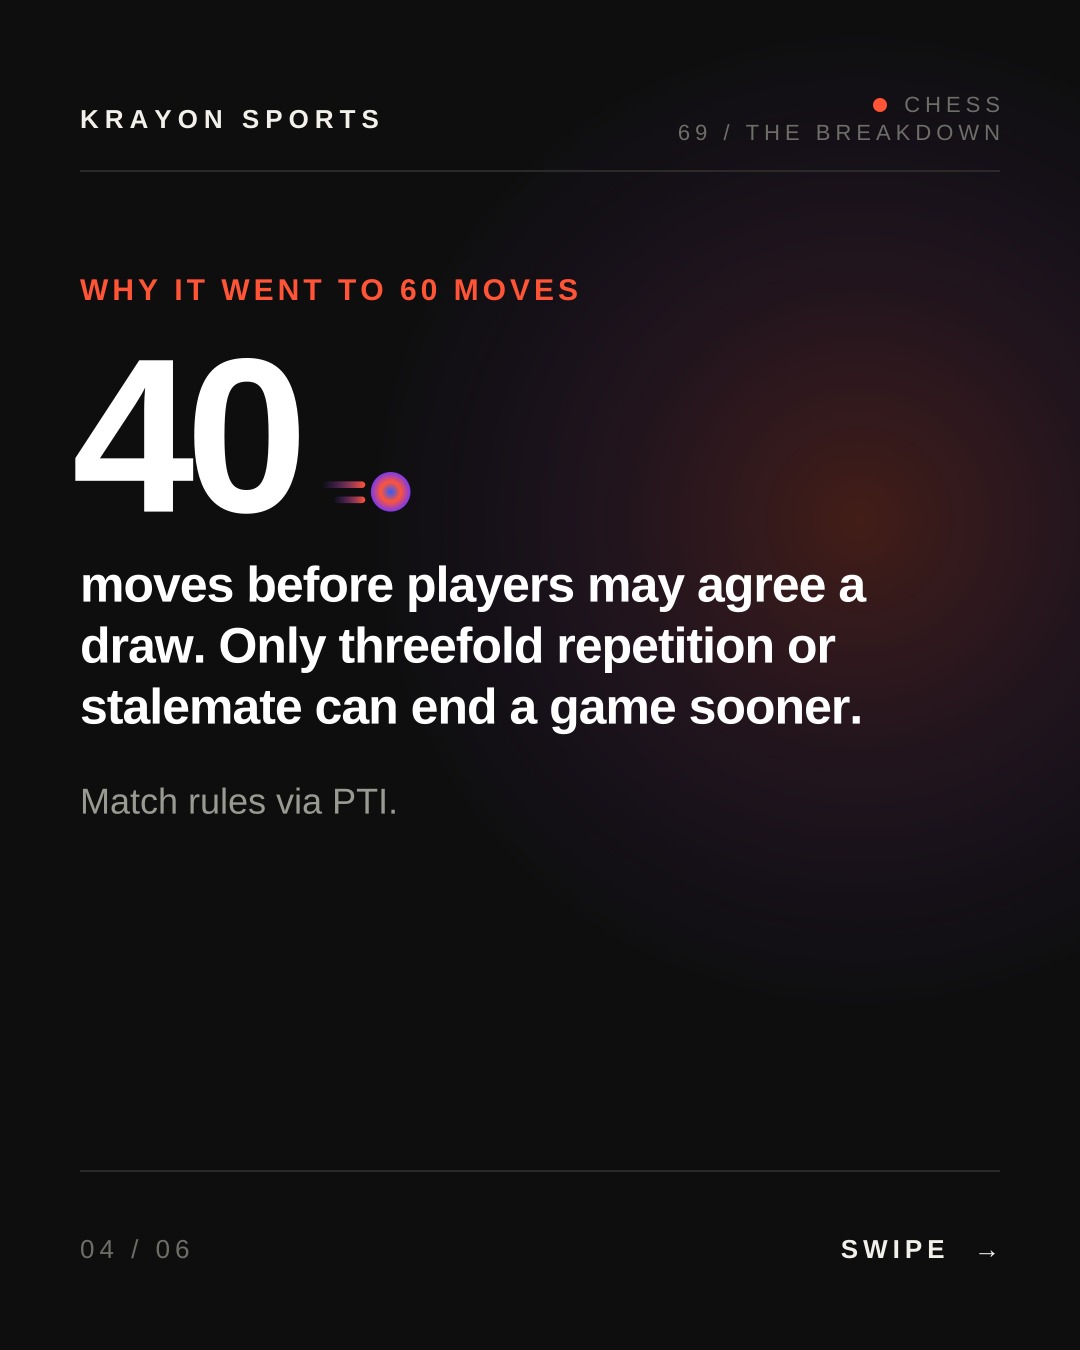 KRAYON SPORTS
CHESS
69 / THE BREAKDOWN
WHY IT WENT TO 60 MOVES
40
moves before players may agree a
draw. Only threefold repetition or
stalemate can end a game sooner.
Match rules via PTI.
04 / 06
SWIPE →